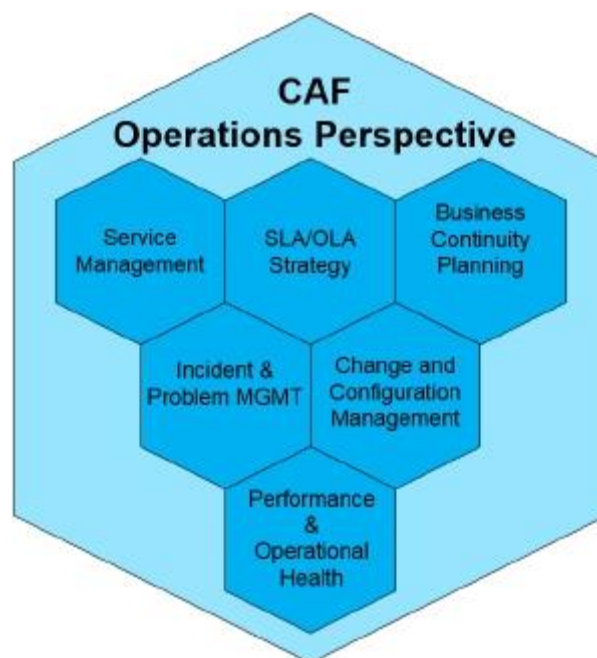 CAF
Operations Perspective
Service
Management
SLA/OLA
Strategy
Business
Continuity
Planning
Incident &
Problem MGMT
Change and
Configuration
Management
Performance
&
Operational
Health